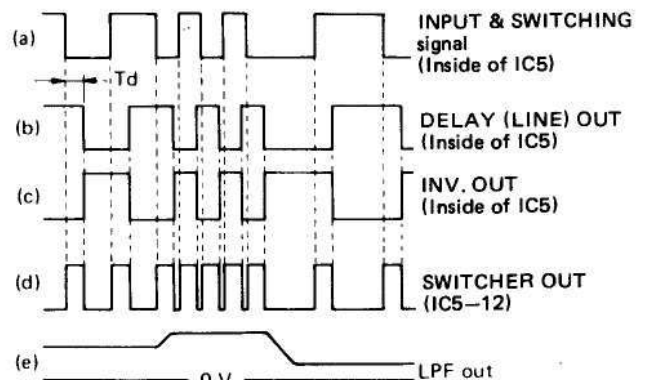 (a)
INPUT & SWITCHING
signal
(Inside of IC5)
Td
(b)
DELAY (LINE) OUT
(Inside of IC5)
(c)
INV. OUT
(Inside of IC5)
(d)
SWITCHER OUT
(IC5–12)
(e)
LPF out
0 V